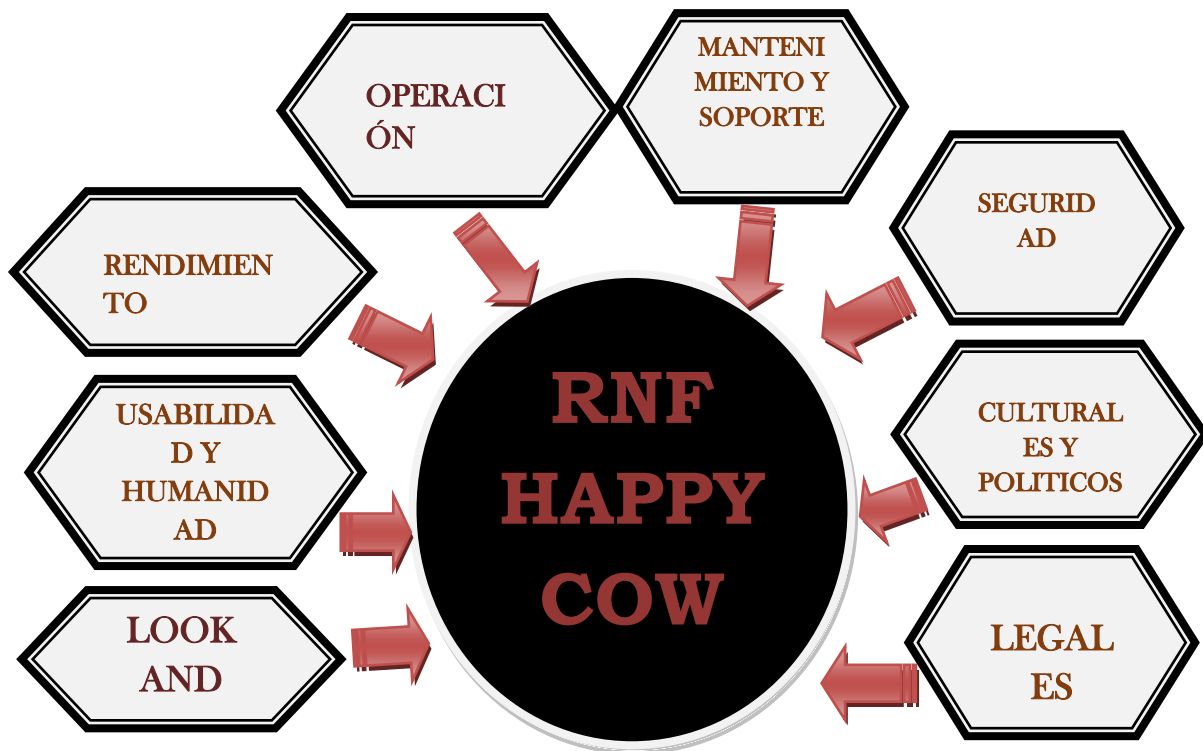 OPERACI
ÓN
MANTENI
MIENTO Y
SOPORTE
SEGURID
AD
RENDIMIEN
TO
USABILIDA
D Y
HUMANID
AD
CULTURAL
ES Y
POLITICOS
LOOK
AND
LEGAL
ES
RNF
HAPPY
COW